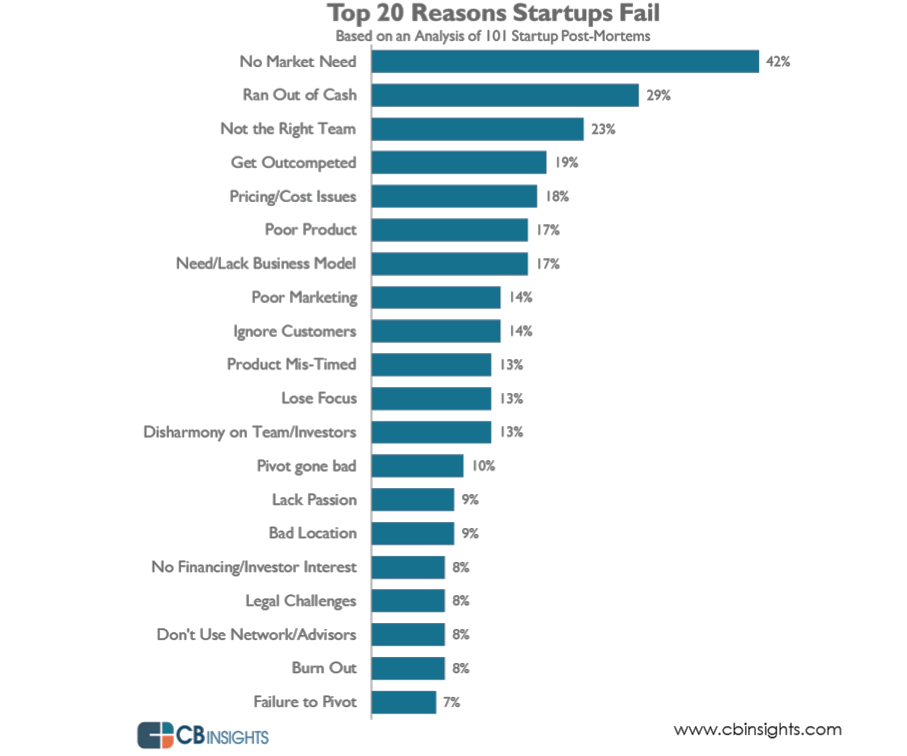 Top 20 Reasons Startups Fail
Based on an Analysis of 101 Startup Post-Mortems
No Market Need 42%
Ran Out of Cash 29%
Not the Right Team 23%
Get Outcompeted 19%
Pricing/Cost Issues 18%
Poor Product 17%
Need/Lack Business Model 17%
Poor Marketing 14%
Ignore Customers 14%
Product Mis-Timed 13%
Lose Focus 13%
Disharmony on Team/Investors 13%
Pivot gone bad 10%
Lack Passion 9%
Bad Location 9%
No Financing/Investor Interest 8%
Legal Challenges 8%
Don't Use Network/Advisors 8%
Burn Out 8%
Failure to Pivot 7%
CBINSIGHTS www.cbinsights.com